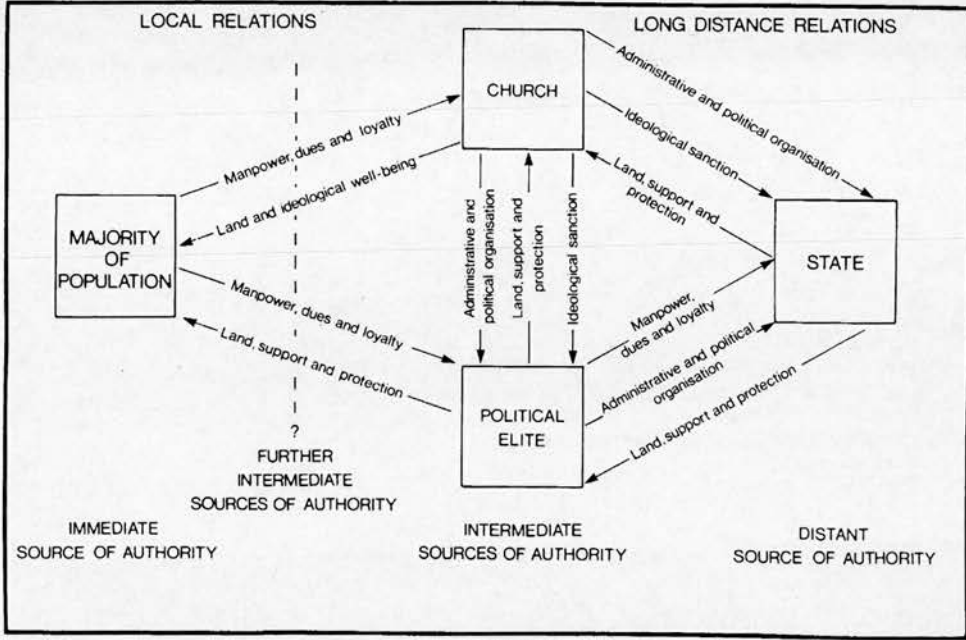 LOCAL RELATIONS
LONG DISTANCE RELATIONS
CHURCH
Administrative and political organisation
Ideological sanction
Land, support and
protection
Manpower, dues and loyalty
Land and ideological well-being
MAJORITY
OF
POPULATION
Administrative and
political organisation
Land, support and
protection
Ideological sanction
STATE
Manpower, dues and loyalty
Land, support and protection
Manpower,
dues and loyalty
Administrative and political
organisation
Land, support and protection
POLITICAL
ELITE
?
FURTHER
INTERMEDIATE
SOURCES OF AUTHORITY
IMMEDIATE
SOURCE OF AUTHORITY
INTERMEDIATE
SOURCES OF AUTHORITY
DISTANT
SOURCE OF AUTHORITY